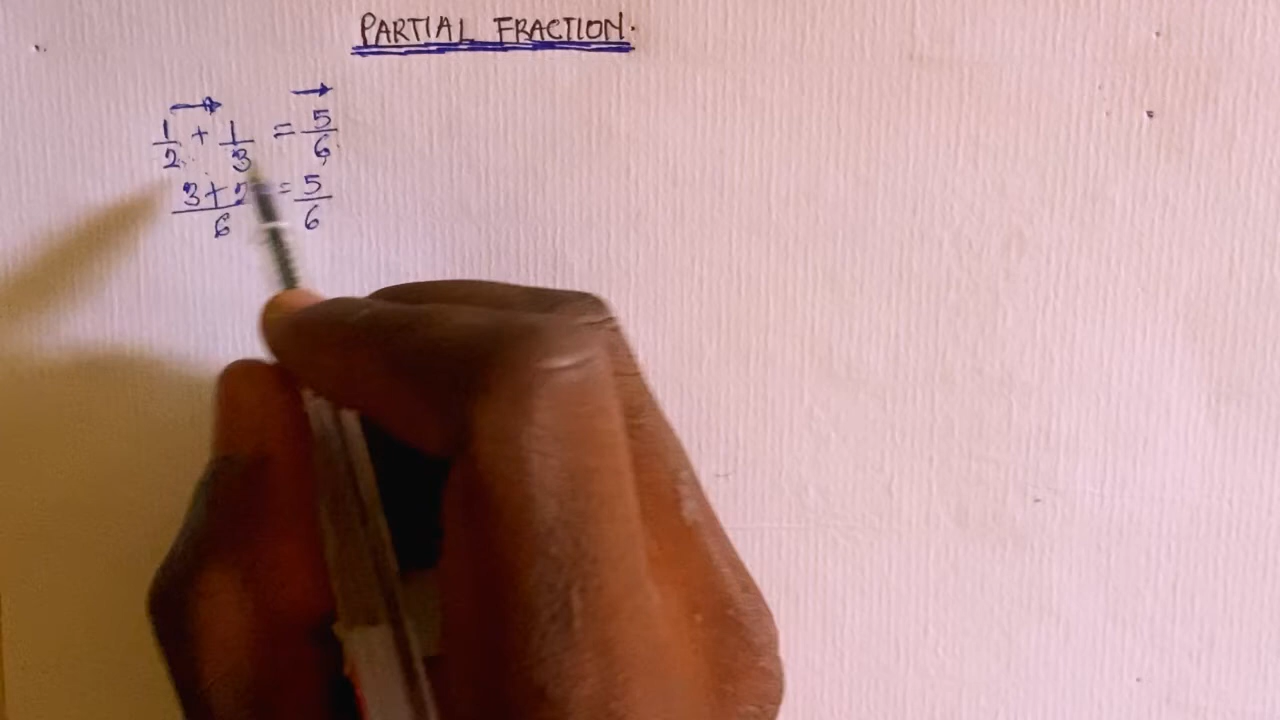 PARTIAL FRACTION.
1/2 + 1/3 = 5/6
3+2/6 = 5/6